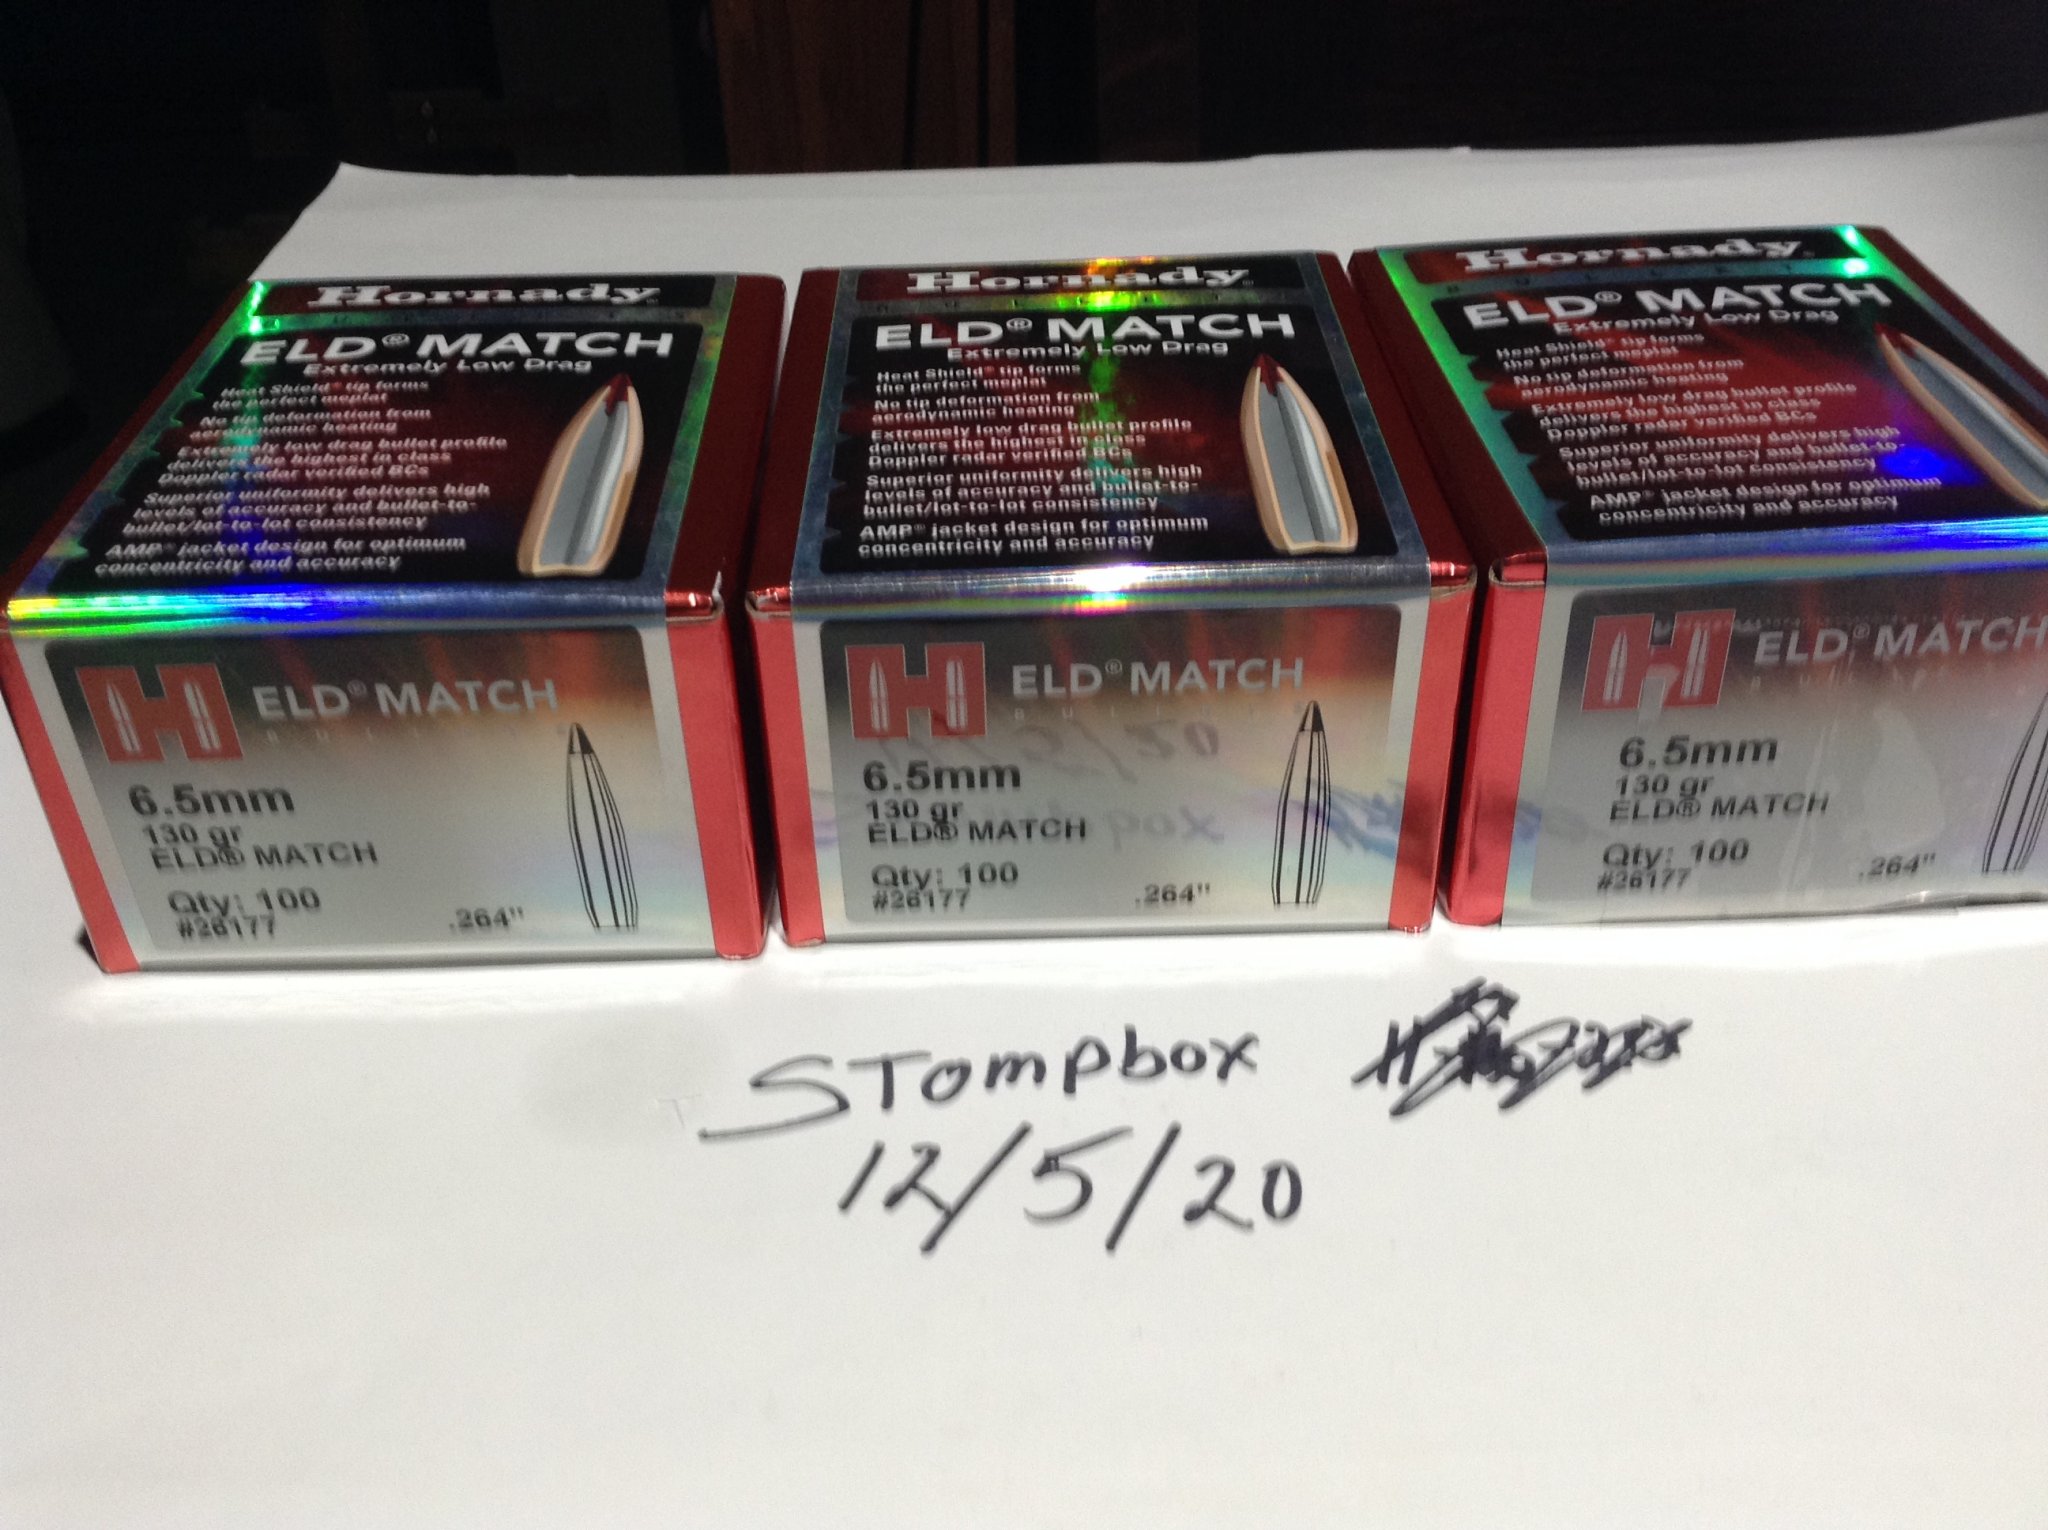 Hornady®
ELD® MATCH
Extremely Low Drag
Heat Shield® tip forms
the perfect meplat
No tip deformation from
aerodynamic heating
Extremely low drag bullet profile
delivers the highest in class
Doppler radar verified BCs
Superior uniformity delivers high
levels of accuracy and bullet-to-
bullet/lot-to-lot consistency
AMP® jacket design for optimum
concentricity and accuracy
H ELD® MATCH
6.5mm
130 gr
ELD® MATCH
Qty: 100
#26177 .264"
Hornady®
BULLETS
ELD® MATCH
Extremely Low Drag
Heat Shield® tip forms
the perfect meplat
No tip deformation from
aerodynamic heating
Extremely low drag bullet profile
delivers the highest in class
Doppler radar verified BCs
Superior uniformity delivers high
levels of accuracy and bullet-to-
bullet/lot-to-lot consistency
AMP® jacket design for optimum
concentricity and accuracy
H ELD® MATCH
BULLETS
6.5mm
130 gr
ELD® MATCH
Qty: 100
#26177 .264"
Hornady®
ELD® MATCH
Extremely Low Drag
Heat Shield® tip forms
the perfect meplat
No tip deformation from
aerodynamic heating
Extremely low drag bullet profile
delivers the highest in class
Doppler radar verified BCs
Superior uniformity delivers high
levels of accuracy and bullet-to-
bullet/lot-to-lot consistency
AMP® jacket design for optimum
concentricity and accuracy
H ELD® MATCH
6.5mm
130 gr
ELD® MATCH
Qty: 100
#26177 .264"
STompbox
12/5/20